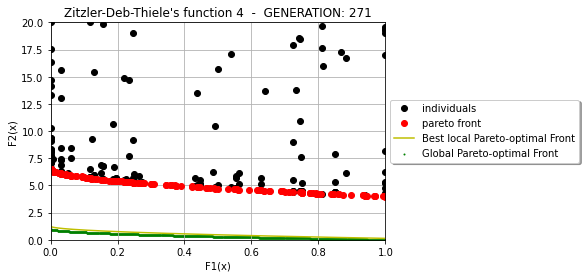 Zitzler-Deb-Thiele's function 4  -  GENERATION: 271
20.0
17.5
15.0
12.5
10.0
7.5
5.0
2.5
0.0
F2(x)
0.0 0.2 0.4 0.6 0.8 1.0
F1(x)
individuals
pareto front
Best local Pareto-optimal Front
Global Pareto-optimal Front